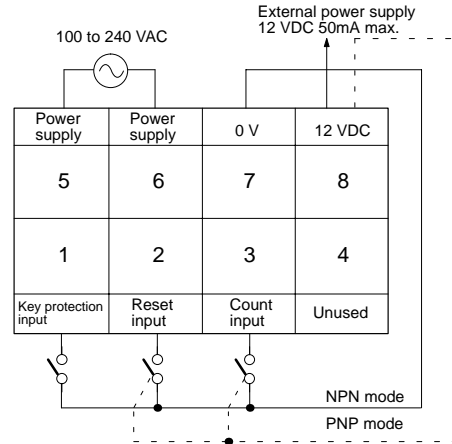 External power supply
12 VDC 50mA max.
100 to 240 VAC
Power supply
Power supply
0 V
12 VDC
5
6
7
8
1
2
3
4
Key protection input
Reset input
Count input
Unused
NPN mode
PNP mode